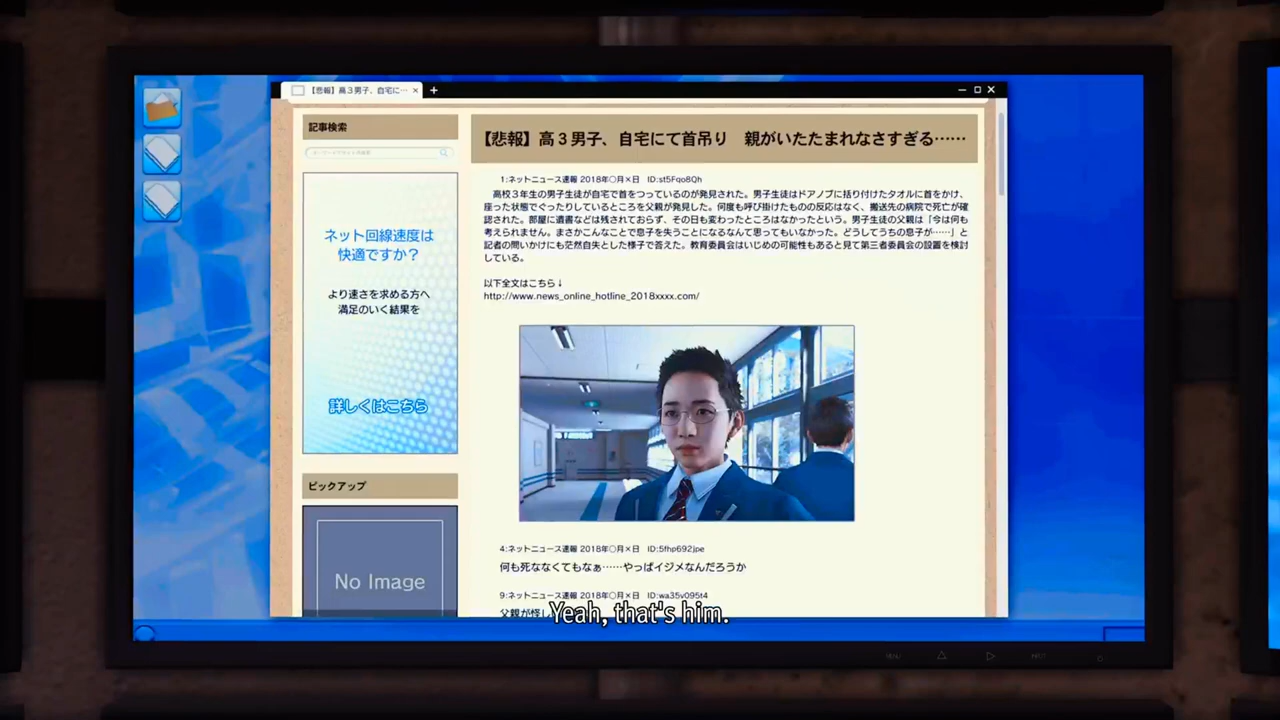 【悲報】高３男子、自宅に… × +
記事検索
ネット回線速度は
快適ですか？
より速さを求める方へ
満足のいく結果を
詳しくはこちら
ピックアップ
No Image
【悲報】高３男子、自宅にて首吊り　親がいたたまれなさすぎる……
1:ネットニュース速報 2018年○月×日　ID:st5Fqo8Qh
高校３年生の男子生徒が自宅で首をつっているのが発見された。男子生徒はドアノブに括り付けたタオルに首をかけ、
座った状態でぐったりしているところを父親が発見した。何度も呼び掛けたものの反応はなく、搬送先の病院で死亡が確
認された。部屋に遺書などは残されておらず、その日も変わったところはなかったという。男子生徒の父親は「今は何も
考えられません。まさかこんなことで息子を失うことになるなんて思ってもいなかった。どうしてうちの息子が……」と
記者の問いかけにも茫然自失とした様子で答えた。教育委員会はいじめの可能性もあると見て第三者委員会の設置を検討
している。
以下全文はこちら↓
http://www.news_online_hotline_2018xxxx.com/
4:ネットニュース速報 2018年○月×日　ID:5fhp692jpe
何も死ななくてもなぁ……やっぱイジメなんだろうか
9:ネットニュース速報 2018年○月×日　ID:wa35v095t4
父親が怪し
Yeah, that's him.
MENU